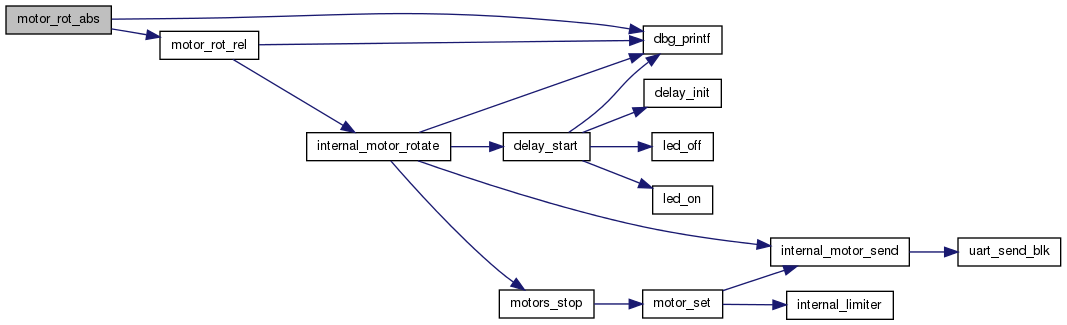 motor_rot_abs
motor_rot_rel
dbg_printf
delay_init
internal_motor_rotate
delay_start
led_off
led_on
internal_motor_send
uart_send_blk
motors_stop
motor_set
internal_limiter